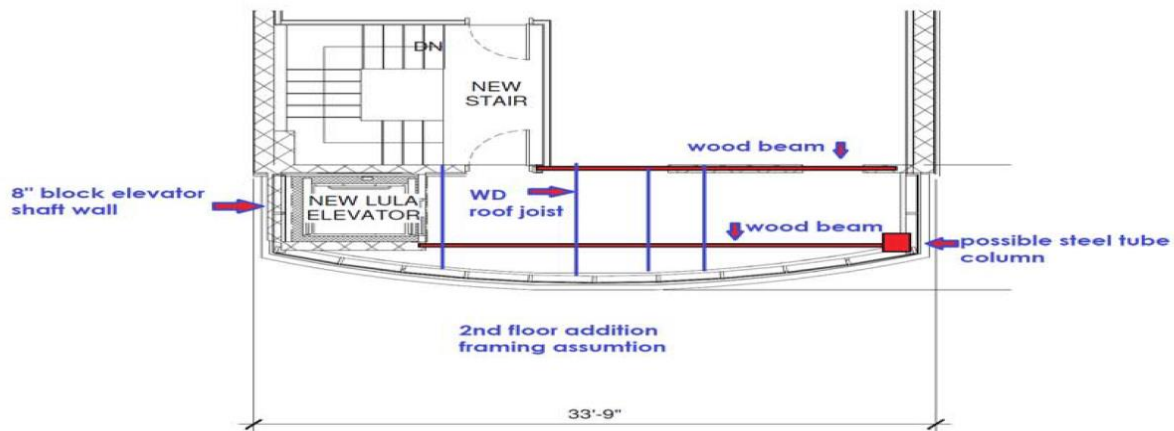 DN
NEW
STAIR
wood beam
8" block elevator
shaft wall
NEW LULA
ELEVATOR
WD
roof joist
wood beam
possible steel tube
column
2nd floor addition
framing assumtion
33'-9"